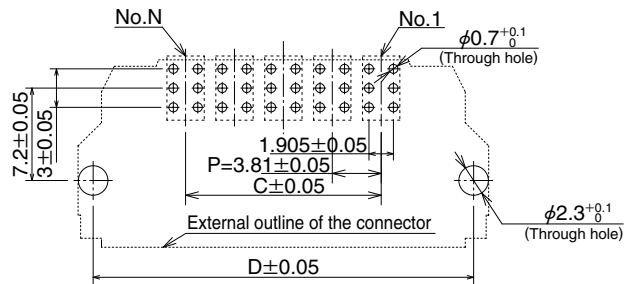 No.N
No.1
φ0.7 +0.1 0
(Through hole)
7.2±0.05
3±0.05
1.905±0.05
P=3.81±0.05
C±0.05
External outline of the connector
φ2.3 +0.1 0
(Through hole)
D±0.05